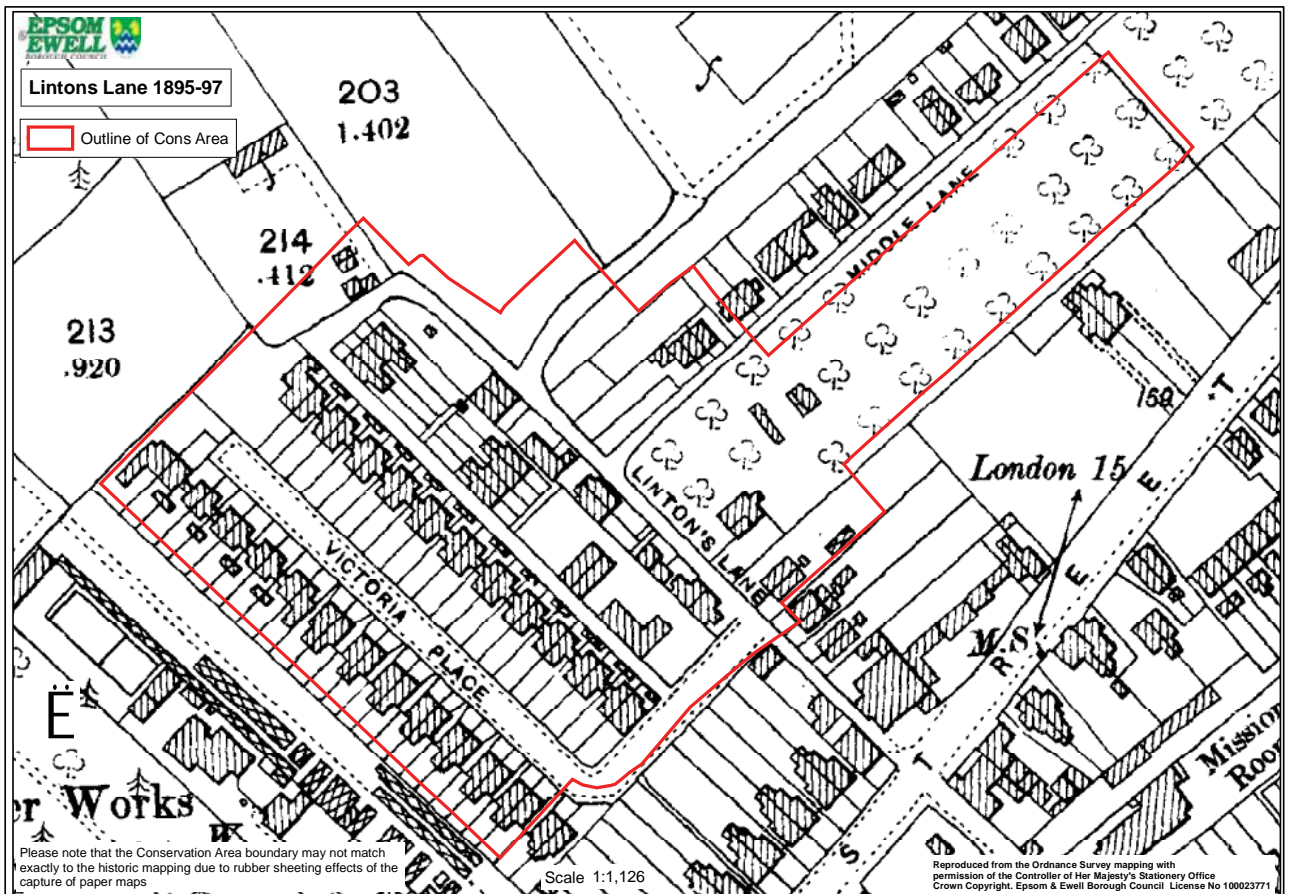 EPSOM
EWELL
BOROUGH COUNCIL
Lintons Lane 1895-97
Outline of Cons Area
203
1.402
214
.412
213
.920
MIDDLE LANE
LINTON'S LANE
VICTORIA PLACE
159
London 15
M.S.
STREET
Mission
Room
er Works
W
Please note that the Conservation Area boundary may not match
exactly to the historic mapping due to rubber sheeting effects of the
capture of paper maps
Scale 1:1,126
Reproduced from the Ordnance Survey mapping with
permission of the Controller of Her Majesty's Stationery Office
Crown Copyright. Epsom & Ewell Borough Council License No 100023771